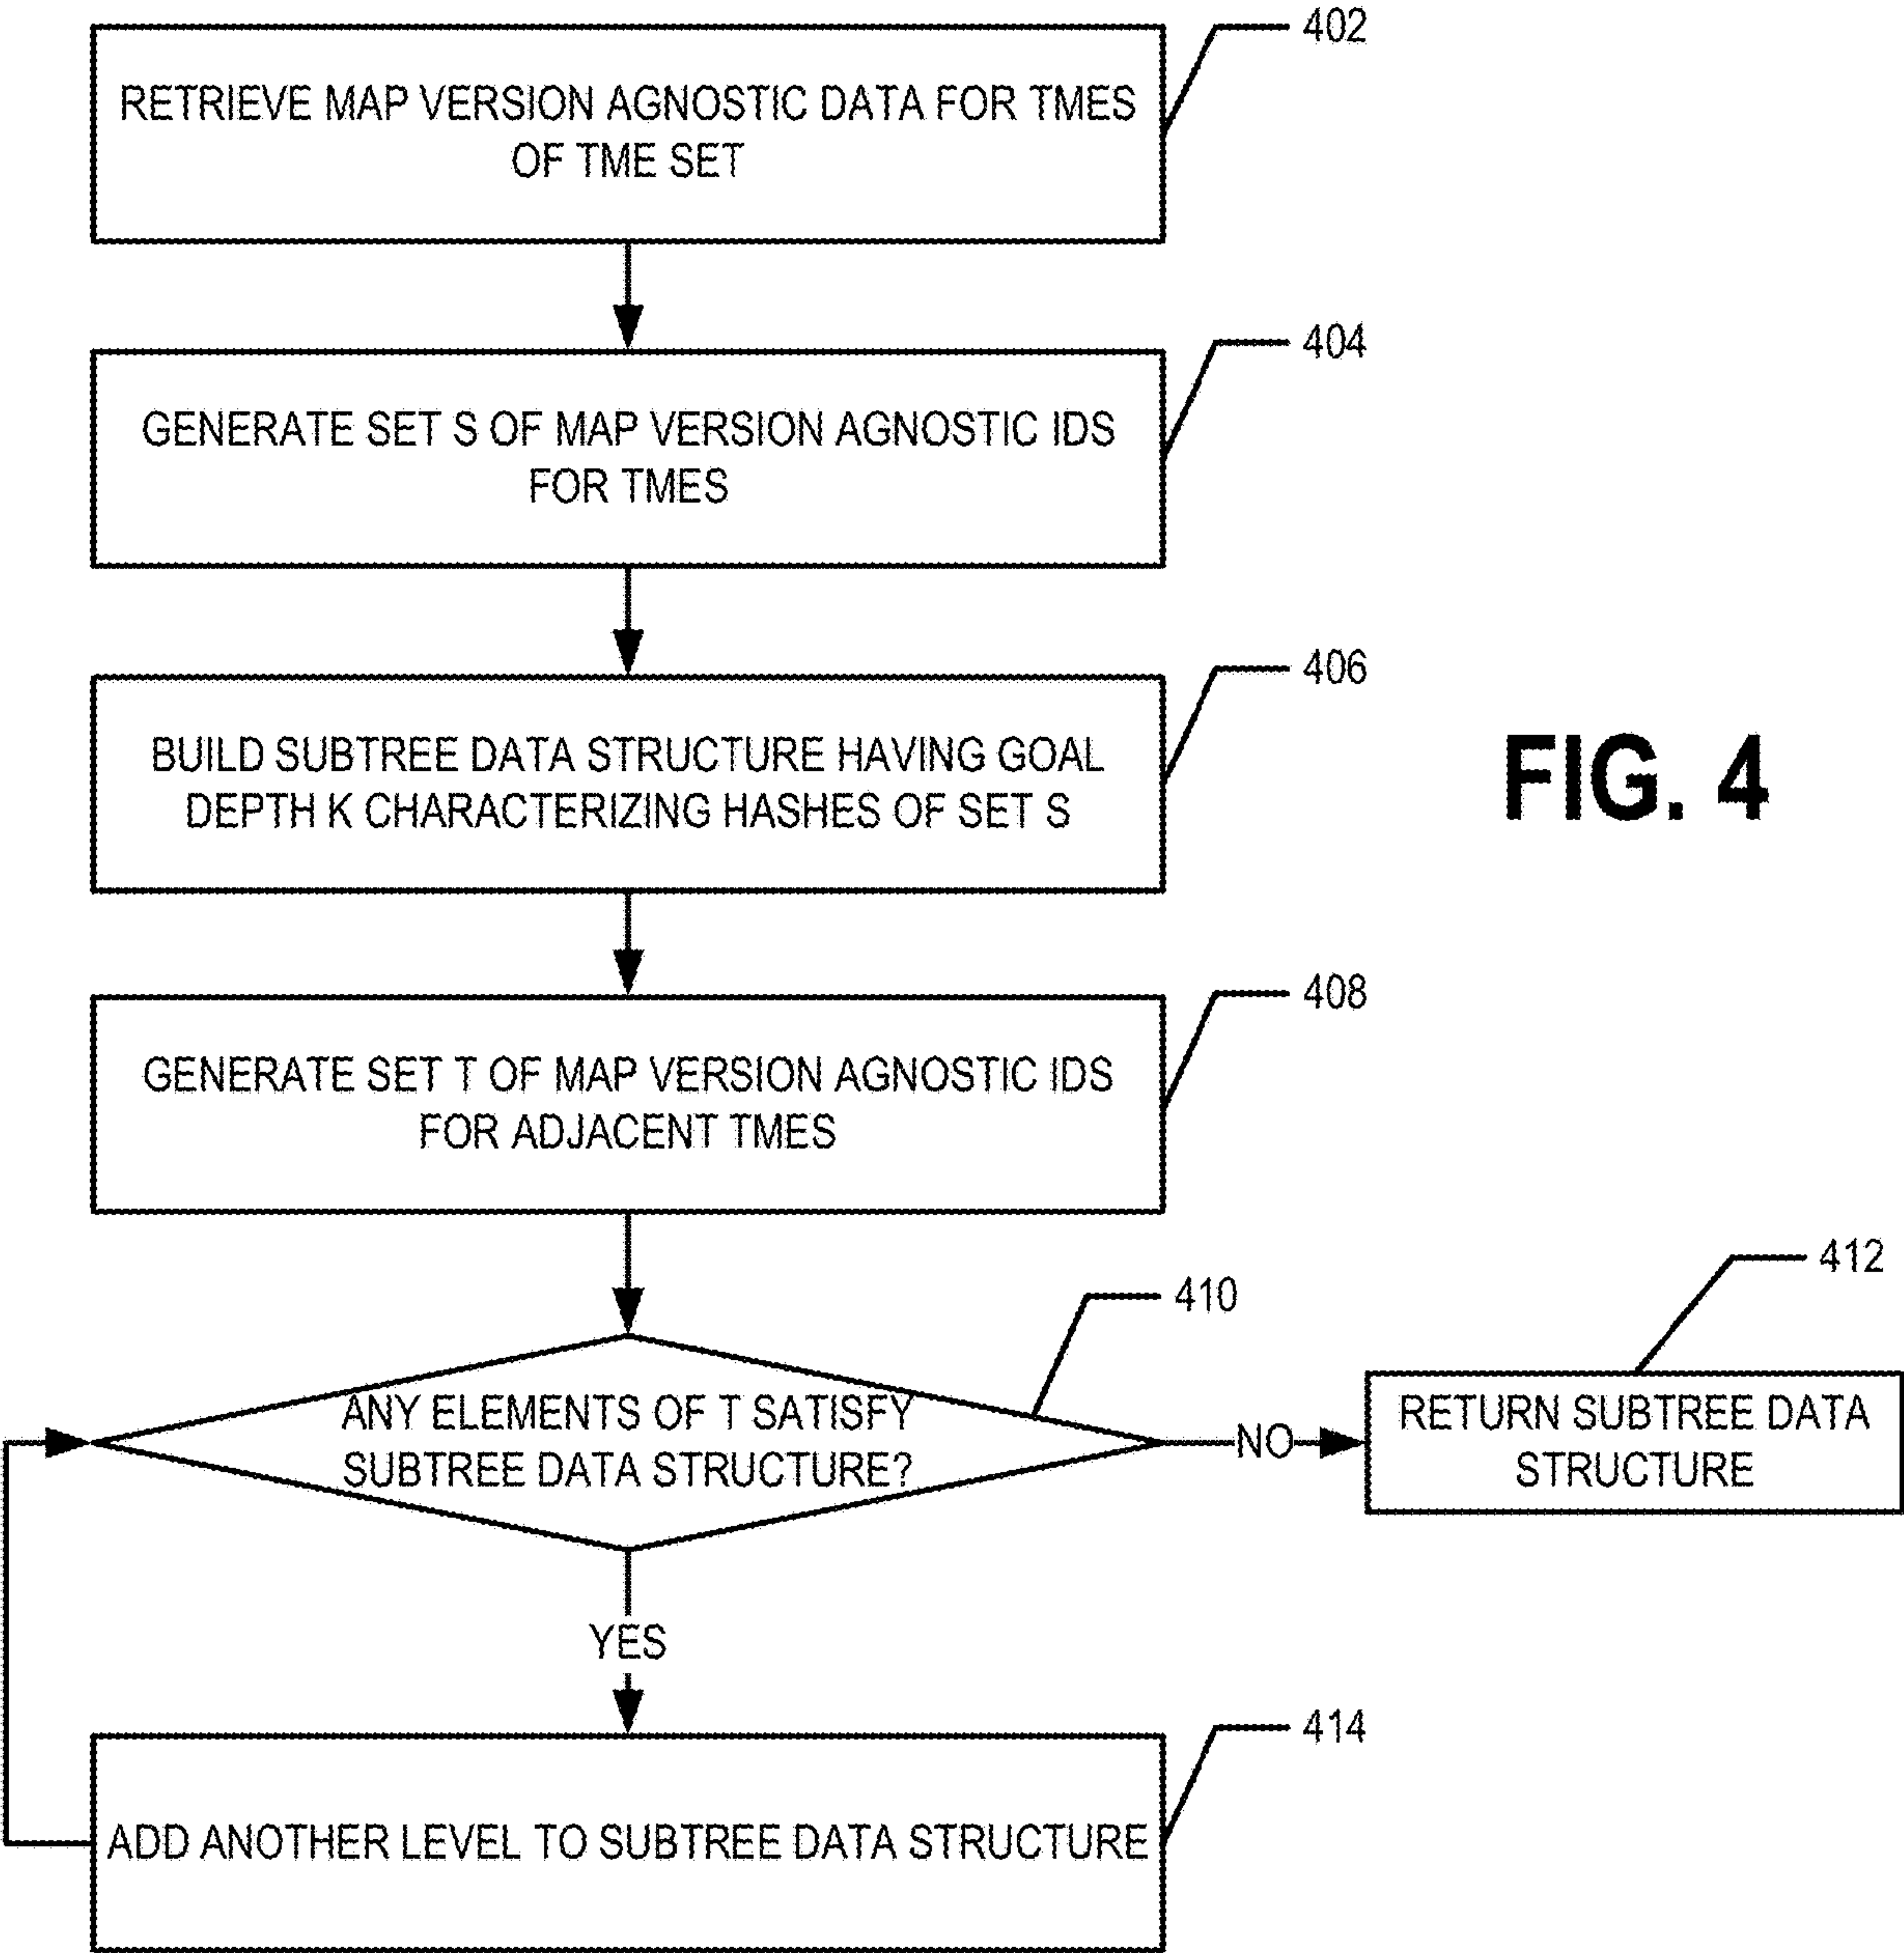 402
RETRIEVE MAP VERSION AGNOSTIC DATA FOR TMES
OF TME SET
404
GENERATE SET S OF MAP VERSION AGNOSTIC IDS
FOR TMES
406
BUILD SUBTREE DATA STRUCTURE HAVING GOAL
DEPTH K CHARACTERIZING HASHES OF SET S
FIG. 4
408
GENERATE SET T OF MAP VERSION AGNOSTIC IDS
FOR ADJACENT TMES
410
ANY ELEMENTS OF T SATISFY
SUBTREE DATA STRUCTURE?
NO
412
RETURN SUBTREE DATA
STRUCTURE
YES
414
ADD ANOTHER LEVEL TO SUBTREE DATA STRUCTURE